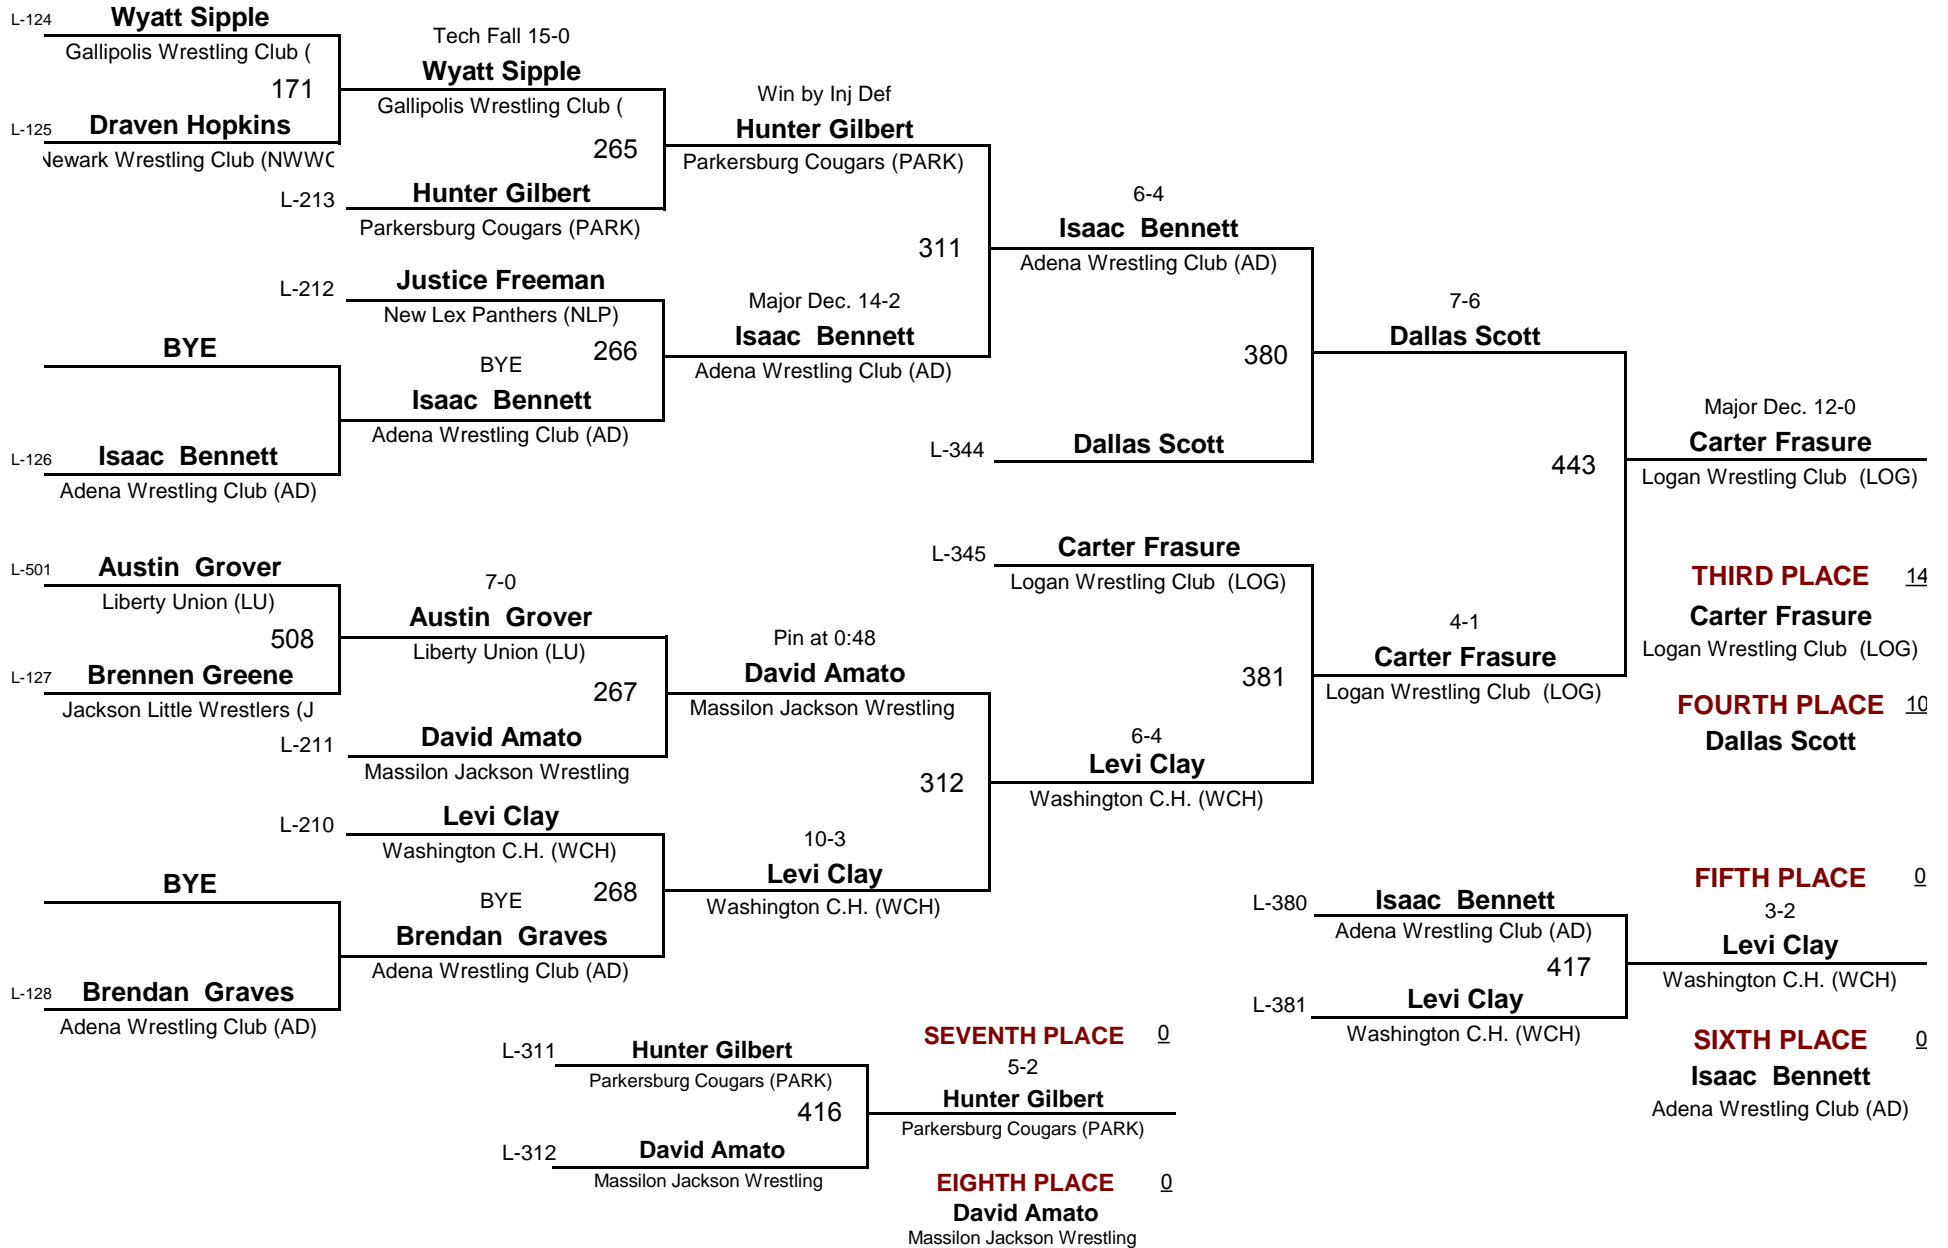 L-124 Wyatt Sipple
Gallipolis Wrestling Club (
171
L-125 Draven Hopkins
Newark Wrestling Club (NWWC
Tech Fall 15-0
Wyatt Sipple
Gallipolis Wrestling Club (
265
L-213 Hunter Gilbert
Parkersburg Cougars (PARK)
Win by Inj Def
Hunter Gilbert
Parkersburg Cougars (PARK)
311
L-212 Justice Freeman
New Lex Panthers (NLP)
266
BYE
BYE
Isaac Bennett
Adena Wrestling Club (AD)
L-126 Isaac Bennett
Adena Wrestling Club (AD)
Major Dec. 14-2
Isaac Bennett
Adena Wrestling Club (AD)
6-4
Isaac Bennett
Adena Wrestling Club (AD)
380
L-344 Dallas Scott
7-6
Dallas Scott
443
Major Dec. 12-0
Carter Frasure
Logan Wrestling Club (LOG)
L-501 Austin Grover
Liberty Union (LU)
508
L-127 Brennen Greene
Jackson Little Wrestlers (J
7-0
Austin Grover
Liberty Union (LU)
267
L-211 David Amato
Massilon Jackson Wrestling
Pin at 0:48
David Amato
Massilon Jackson Wrestling
312
L-210 Levi Clay
Washington C.H. (WCH)
268
BYE
BYE
Brendan Graves
Adena Wrestling Club (AD)
L-128 Brendan Graves
Adena Wrestling Club (AD)
10-3
Levi Clay
Washington C.H. (WCH)
L-345 Carter Frasure
Logan Wrestling Club (LOG)
381
6-4
Levi Clay
Washington C.H. (WCH)
4-1
Carter Frasure
Logan Wrestling Club (LOG)
THIRD PLACE 14
Carter Frasure
Logan Wrestling Club (LOG)
FOURTH PLACE 10
Dallas Scott
L-380 Isaac Bennett
Adena Wrestling Club (AD)
417
L-381 Levi Clay
Washington C.H. (WCH)
FIFTH PLACE 0
3-2
Levi Clay
Washington C.H. (WCH)
SIXTH PLACE 0
Isaac Bennett
Adena Wrestling Club (AD)
L-311 Hunter Gilbert
Parkersburg Cougars (PARK)
416
L-312 David Amato
Massilon Jackson Wrestling
SEVENTH PLACE 0
5-2
Hunter Gilbert
Parkersburg Cougars (PARK)
EIGHTH PLACE 0
David Amato
Massilon Jackson Wrestling